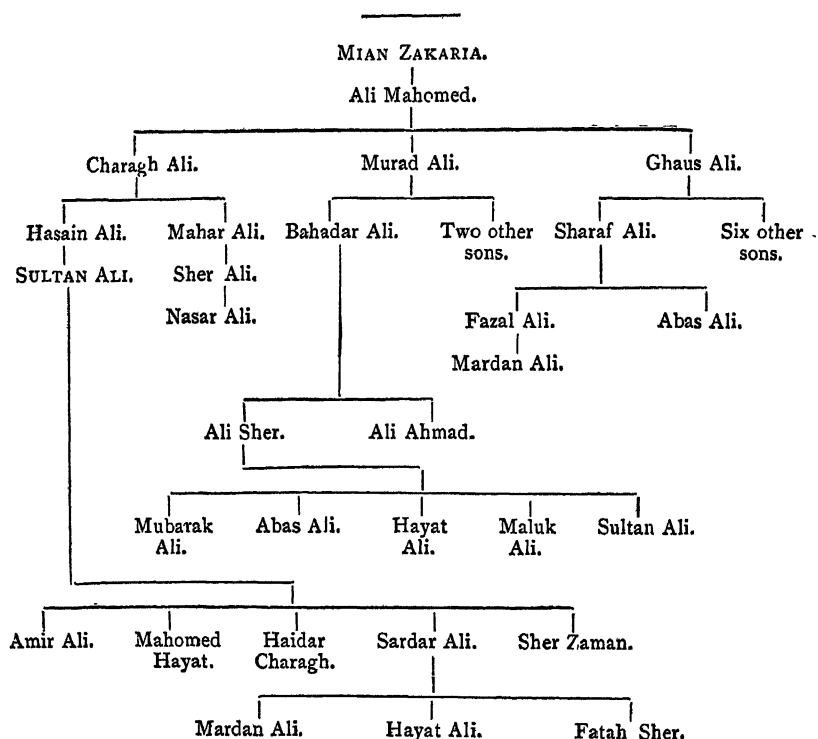 MIAN ZAKARIA.
Ali Mahomed.
Charagh Ali. Murad Ali. Ghaus Ali.
Hasain Ali. Mahar Ali. Bahadar Ali. Two other sons. Sharaf Ali. Six other sons.
SULTAN ALI. Sher Ali.
Nasar Ali. Fazal Ali. Abas Ali.
Mardan Ali.
Ali Sher. Ali Ahmad.
Mubarak Ali. Abas Ali. Hayat Ali. Maluk Ali. Sultan Ali.
Amir Ali. Mahomed Hayat. Haidar Charagh. Sardar Ali. Sher Zaman.
Mardan Ali. Hayat Ali. Fatah Sher.